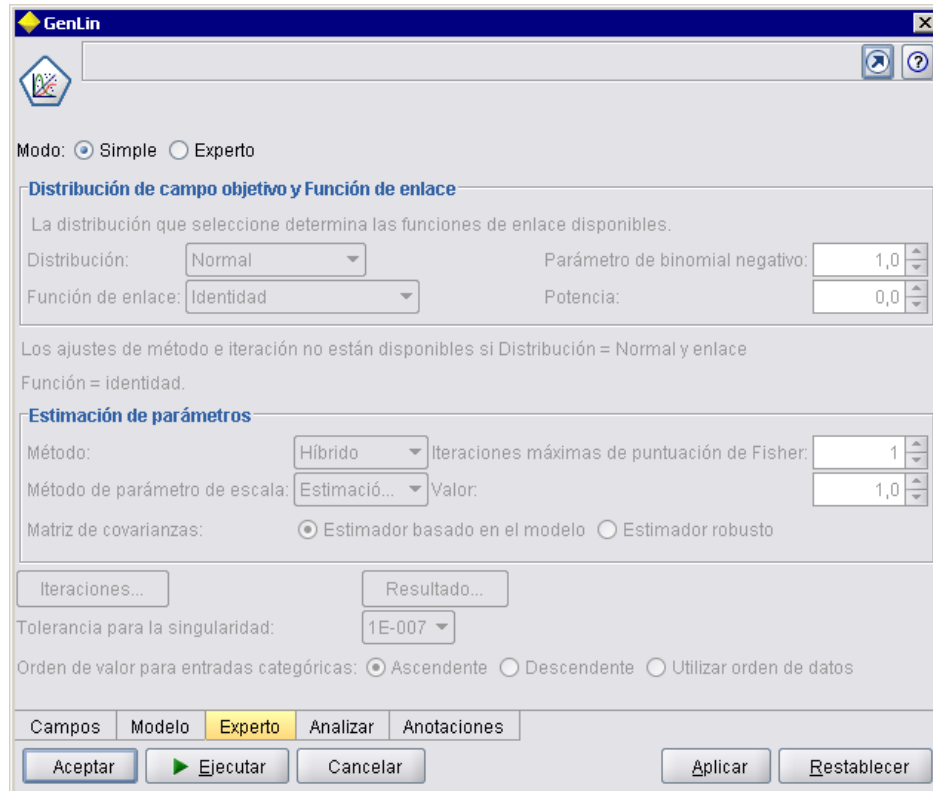 GenLin
Modo: Simple Experto
Distribución de campo objetivo y Función de enlace
La distribución que seleccione determina las funciones de enlace disponibles.
Distribución: Normal Parámetro de binomial negativo: 1,0
Función de enlace: Identidad Potencia: 0,0
Los ajustes de método e iteración no están disponibles si Distribución = Normal y enlace
Función = identidad.
Estimación de parámetros
Método: Híbrido Iteraciones máximas de puntuación de Fisher: 1
Método de parámetro de escala: Estimació... Valor: 1,0
Matriz de covarianzas: Estimador basado en el modelo Estimador robusto
Iteraciones... Resultado...
Tolerancia para la singularidad: 1E-007
Orden de valor para entradas categóricas: Ascendente Descendente Utilizar orden de datos
Campos Modelo Experto Analizar Anotaciones
Aceptar Ejecutar Cancelar Aplicar Restablecer